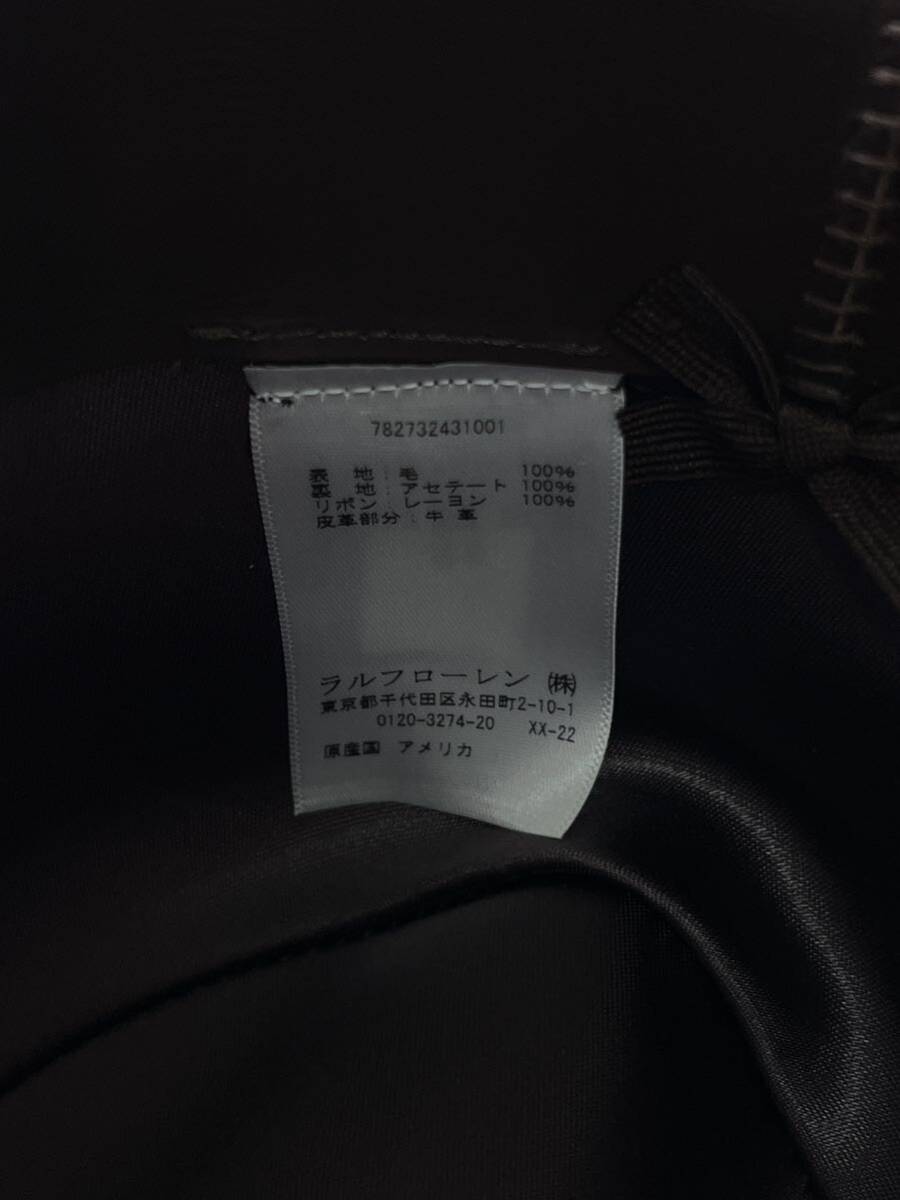 782732431001
表 地：毛 100%
裏 地：アセテート 100%
リボン レーヨン 100%
皮革部分：牛 革
ラルフローレン ㈱
東京都千代田区永田町2-10-1
0120-3274-20 XX-22
原産国 アメリカ